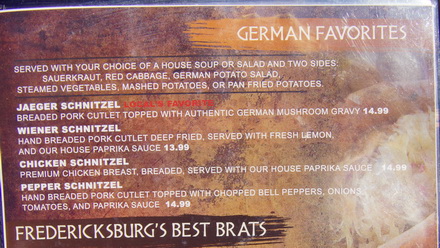 GERMAN FAVORITES
SERVED WITH YOUR CHOICE OF A HOUSE SOUP OR SALAD AND TWO SIDES:
SAUERKRAUT, RED CABBAGE, GERMAN POTATO SALAD,
STEAMED VEGETABLES, MASHED POTATOES, OR PAN FRIED POTATOES.
JAEGER SCHNITZEL LOCAL'S FAVORITE
BREADED PORK CUTLET TOPPED WITH AUTHENTIC GERMAN MUSHROOM GRAVY 14.99
WIENER SCHNITZEL
HAND BREADED PORK CUTLET DEEP FRIED, SERVED WITH FRESH LEMON,
AND OUR HOUSE PAPRIKA SAUCE 13.99
CHICKEN SCHNITZEL
PREMIUM CHICKEN BREAST, BREADED, SERVED WITH OUR HOUSE PAPRIKA SAUCE 14.99
PEPPER SCHNITZEL
HAND BREADED PORK CUTLET TOPPED WITH CHOPPED BELL PEPPERS, ONIONS,
TOMATOES, AND PAPRIKA SAUCE 14.99
FREDERICKSBURG'S BEST BRATS